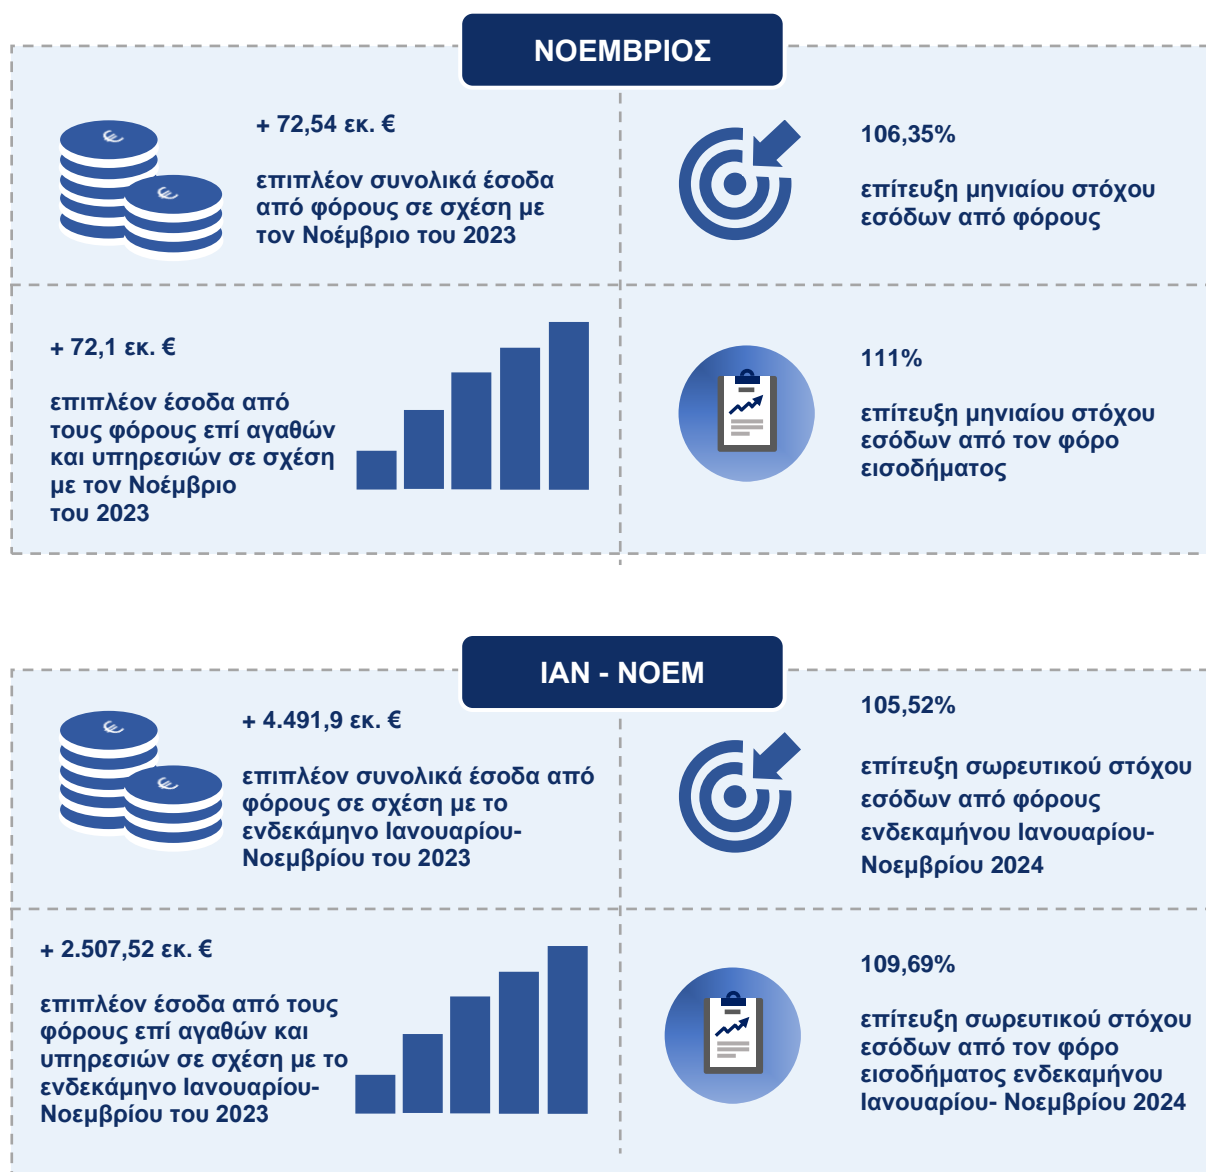 ΝΟΕΜΒΡΙΟΣ
+ 72,54 εκ. €
επιπλέον συνολικά έσοδα
από φόρους σε σχέση με
τον Νοέμβριο του 2023
106,35%
επίτευξη μηνιαίου στόχου
εσόδων από φόρους
+ 72,1 εκ. €
επιπλέον έσοδα από
τους φόρους επί αγαθών
και υπηρεσιών σε σχέση
με τον Νοέμβριο
του 2023
111%
επίτευξη μηνιαίου στόχου
εσόδων από τον φόρο
εισοδήματος
ΙΑΝ - ΝΟΕΜ
+ 4.491,9 εκ. €
επιπλέον συνολικά έσοδα από
φόρους σε σχέση με το
ενδεκάμηνο Ιανουαρίου-
Νοεμβρίου του 2023
105,52%
επίτευξη σωρευτικού στόχου
εσόδων από φόρους
ενδεκαμήνου Ιανουαρίου-
Νοεμβρίου 2024
+ 2.507,52 εκ. €
επιπλέον έσοδα από τους
φόρους επί αγαθών και
υπηρεσιών σε σχέση με το
ενδεκάμηνο Ιανουαρίου-
Νοεμβρίου του 2023
109,69%
επίτευξη σωρευτικού στόχου
εσόδων από τον φόρο
εισοδήματος ενδεκαμήνου
Ιανουαρίου- Νοεμβρίου 2024